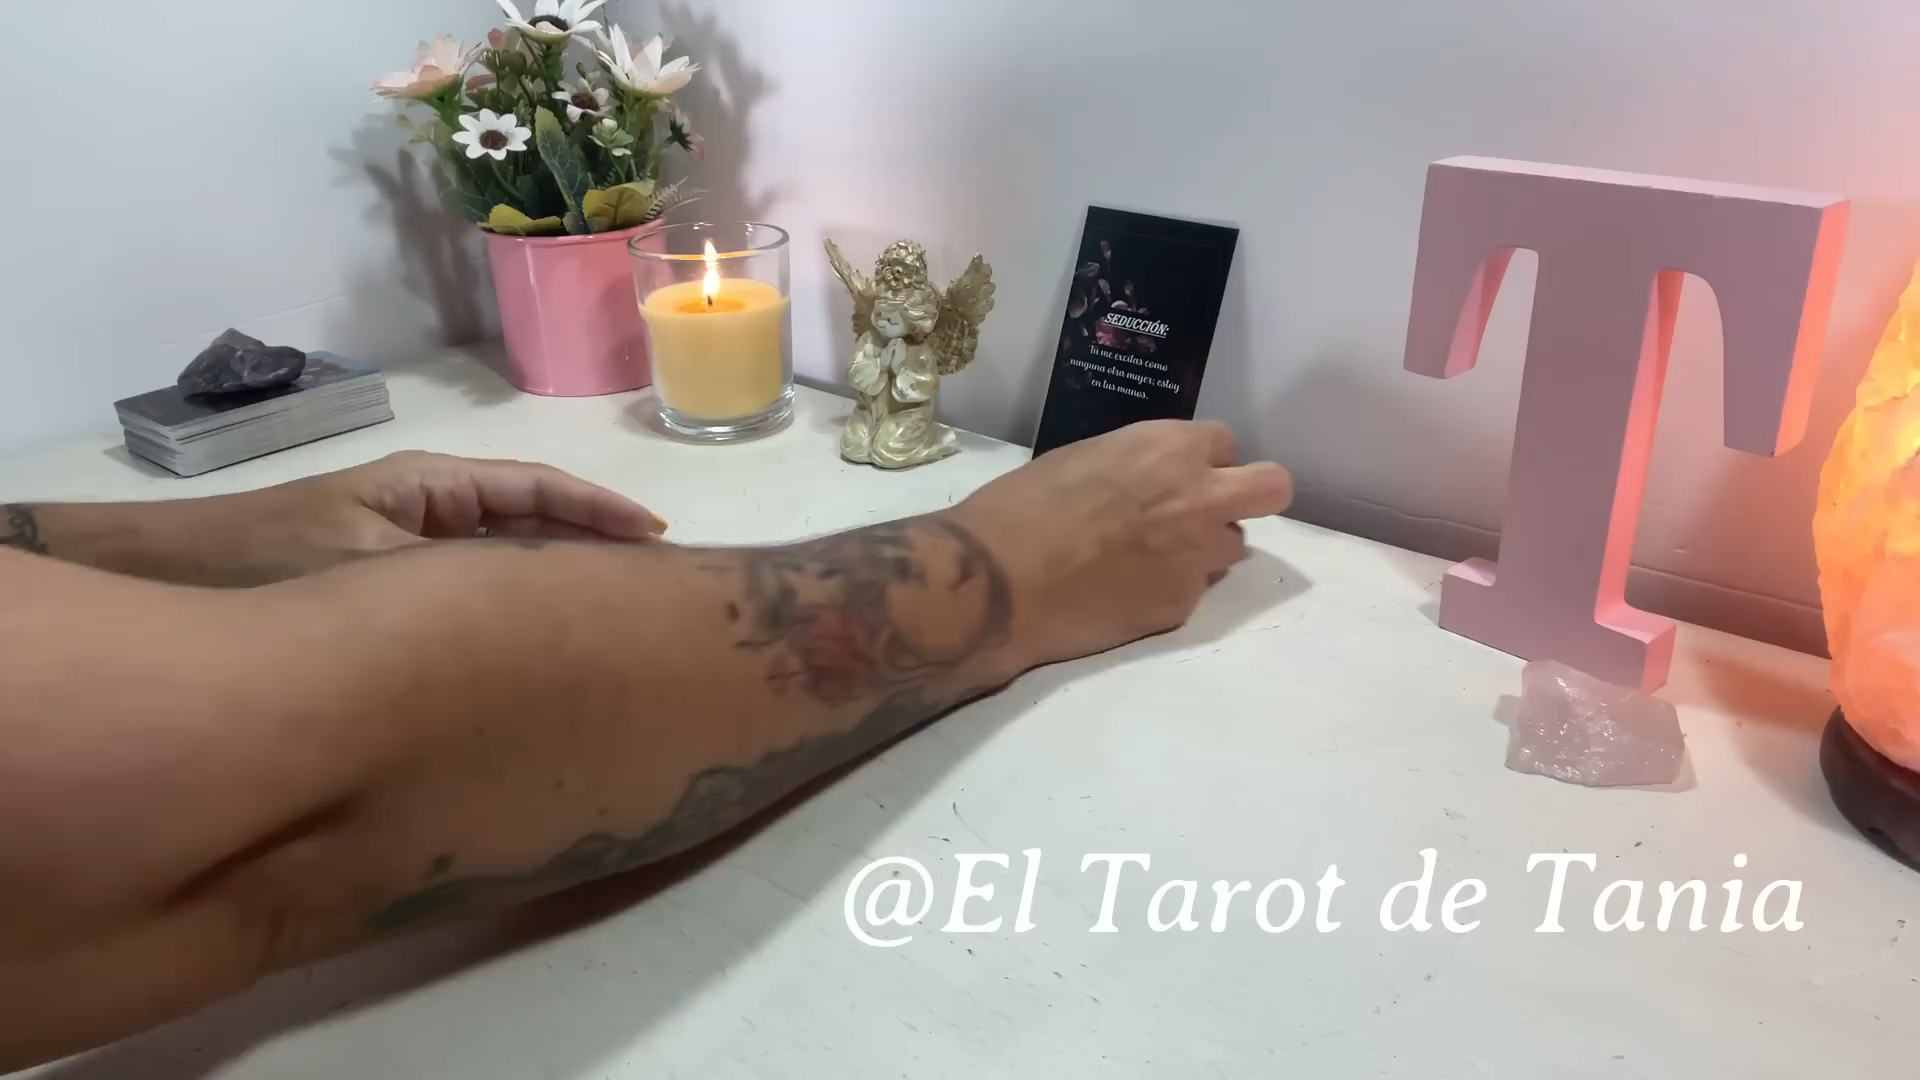 SEDUCCIÓN:
Tú me excitas como
ninguna otra mujer; estoy
en tus manos.
T
@El Tarot de Tania